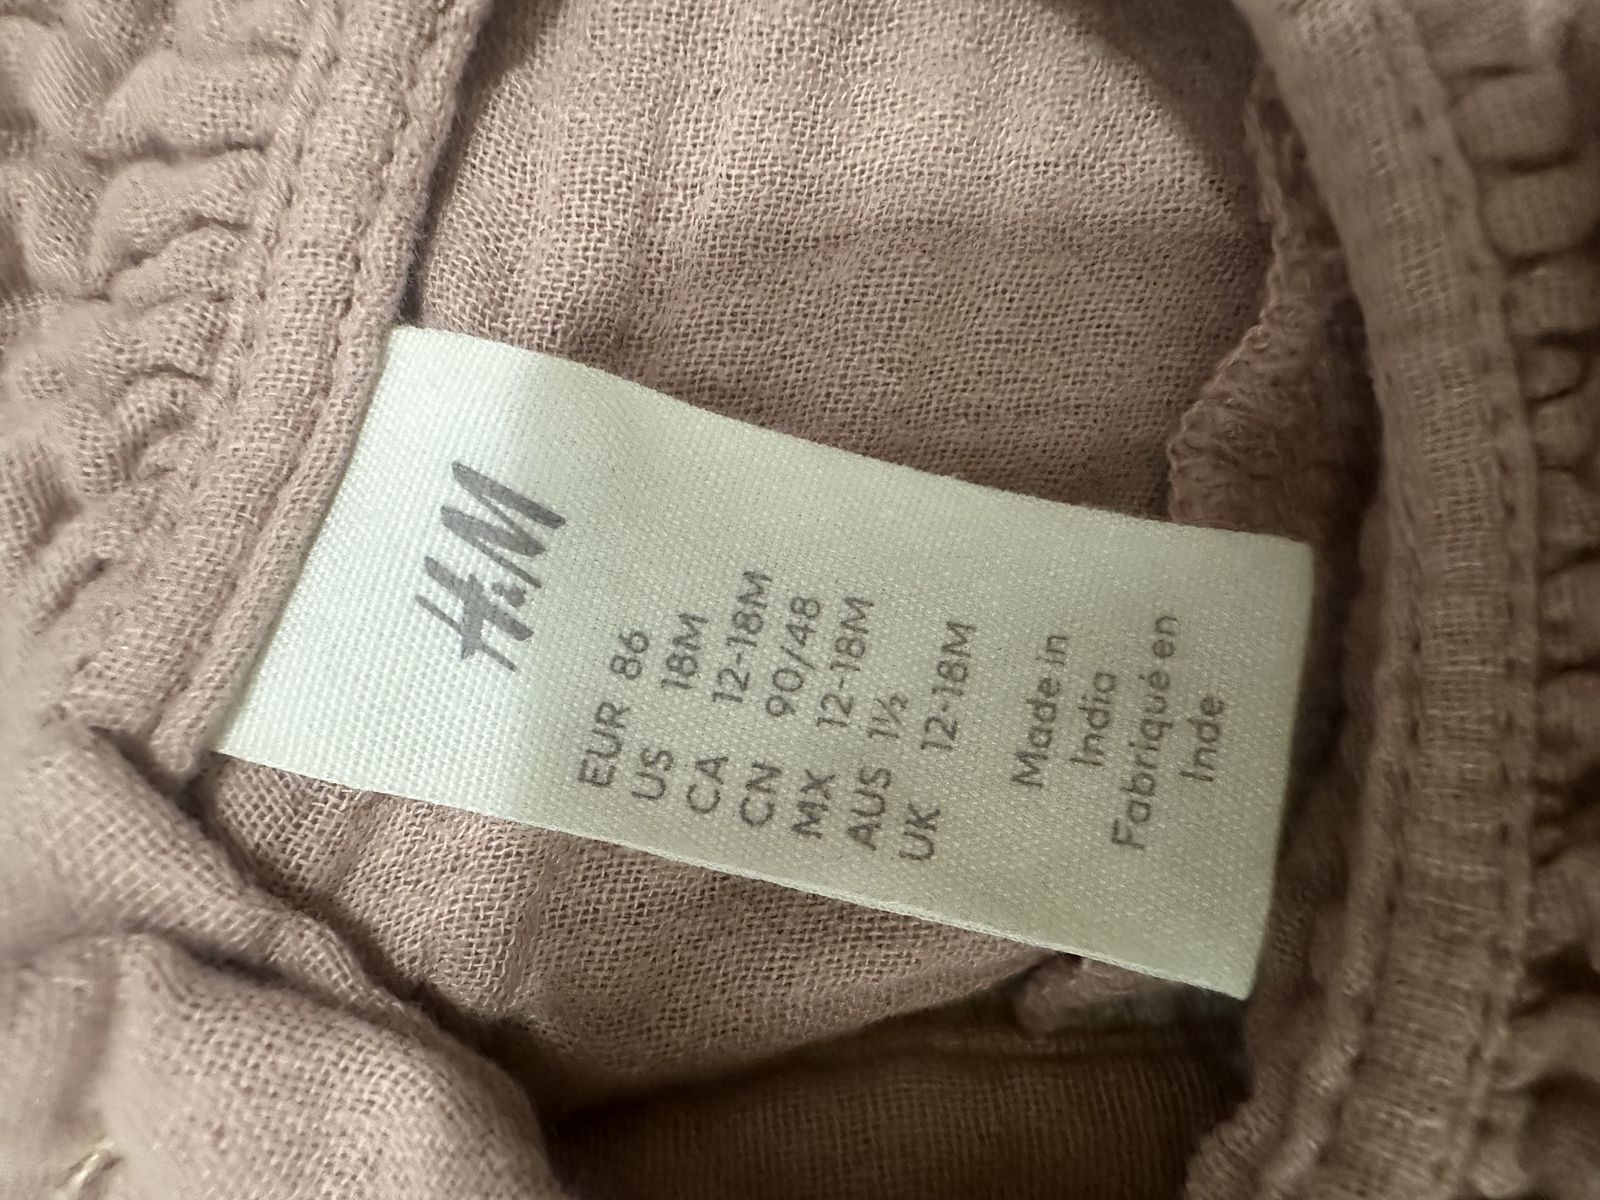 H&M
EUR 86
US 18M
CA 12-18M
CN 90/48
MX 12-18M
AUS 1½
UK 12-18M
Made in
India
Fabriqué en
Inde